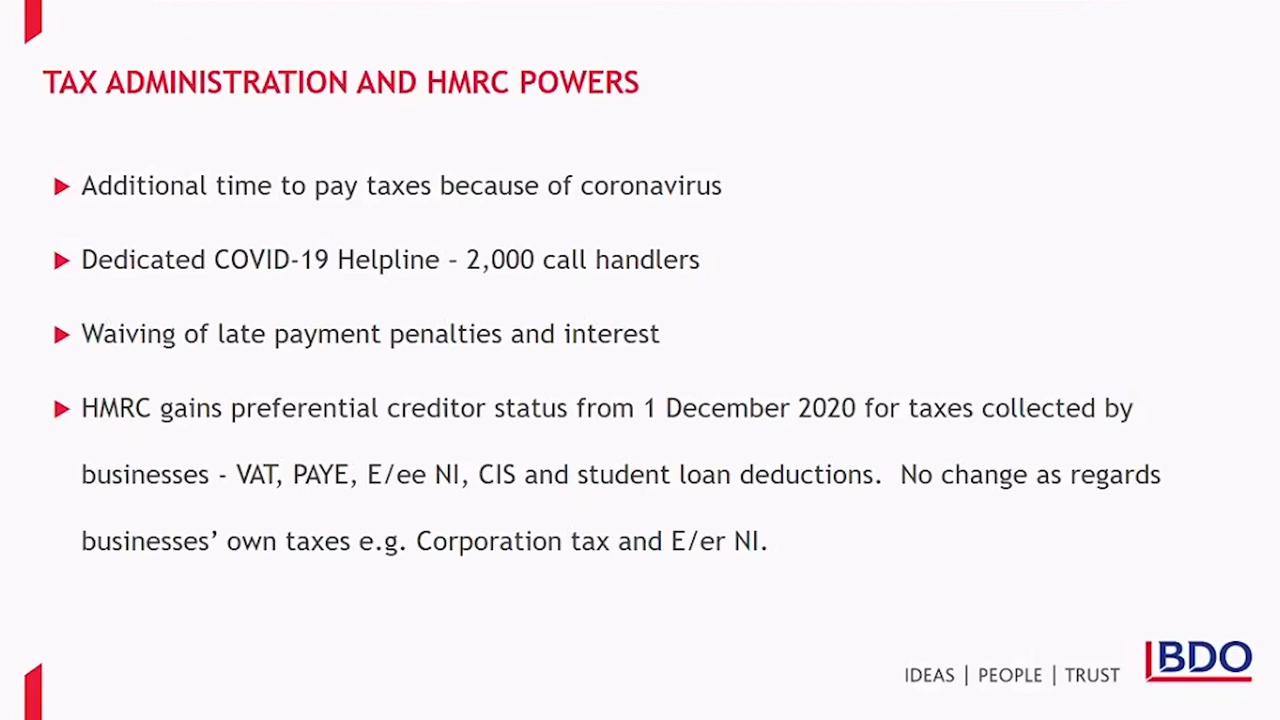 TAX ADMINISTRATION AND HMRC POWERS
Additional time to pay taxes because of coronavirus
Dedicated COVID-19 Helpline – 2,000 call handlers
Waiving of late payment penalties and interest
HMRC gains preferential creditor status from 1 December 2020 for taxes collected by
businesses - VAT, PAYE, E/ee NI, CIS and student loan deductions.  No change as regards
businesses’ own taxes e.g. Corporation tax and E/er NI.
IDEAS | PEOPLE | TRUST
BDO